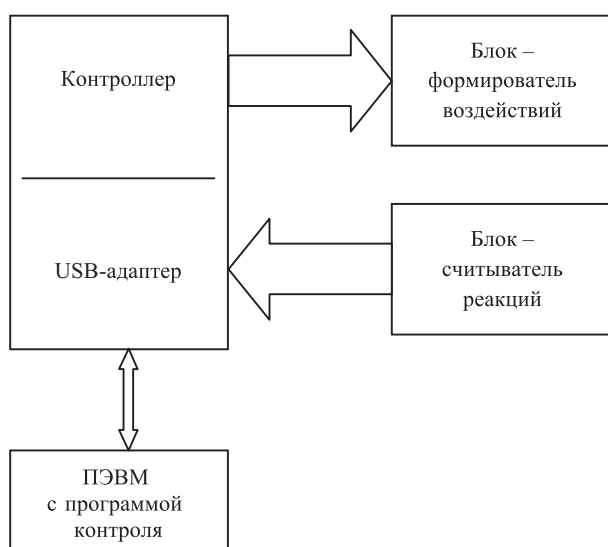 Контроллер
USB-адаптер
Блок –
формирователь
воздействий
Блок –
считыватель
реакций
ПЭВМ
с программой
контроля